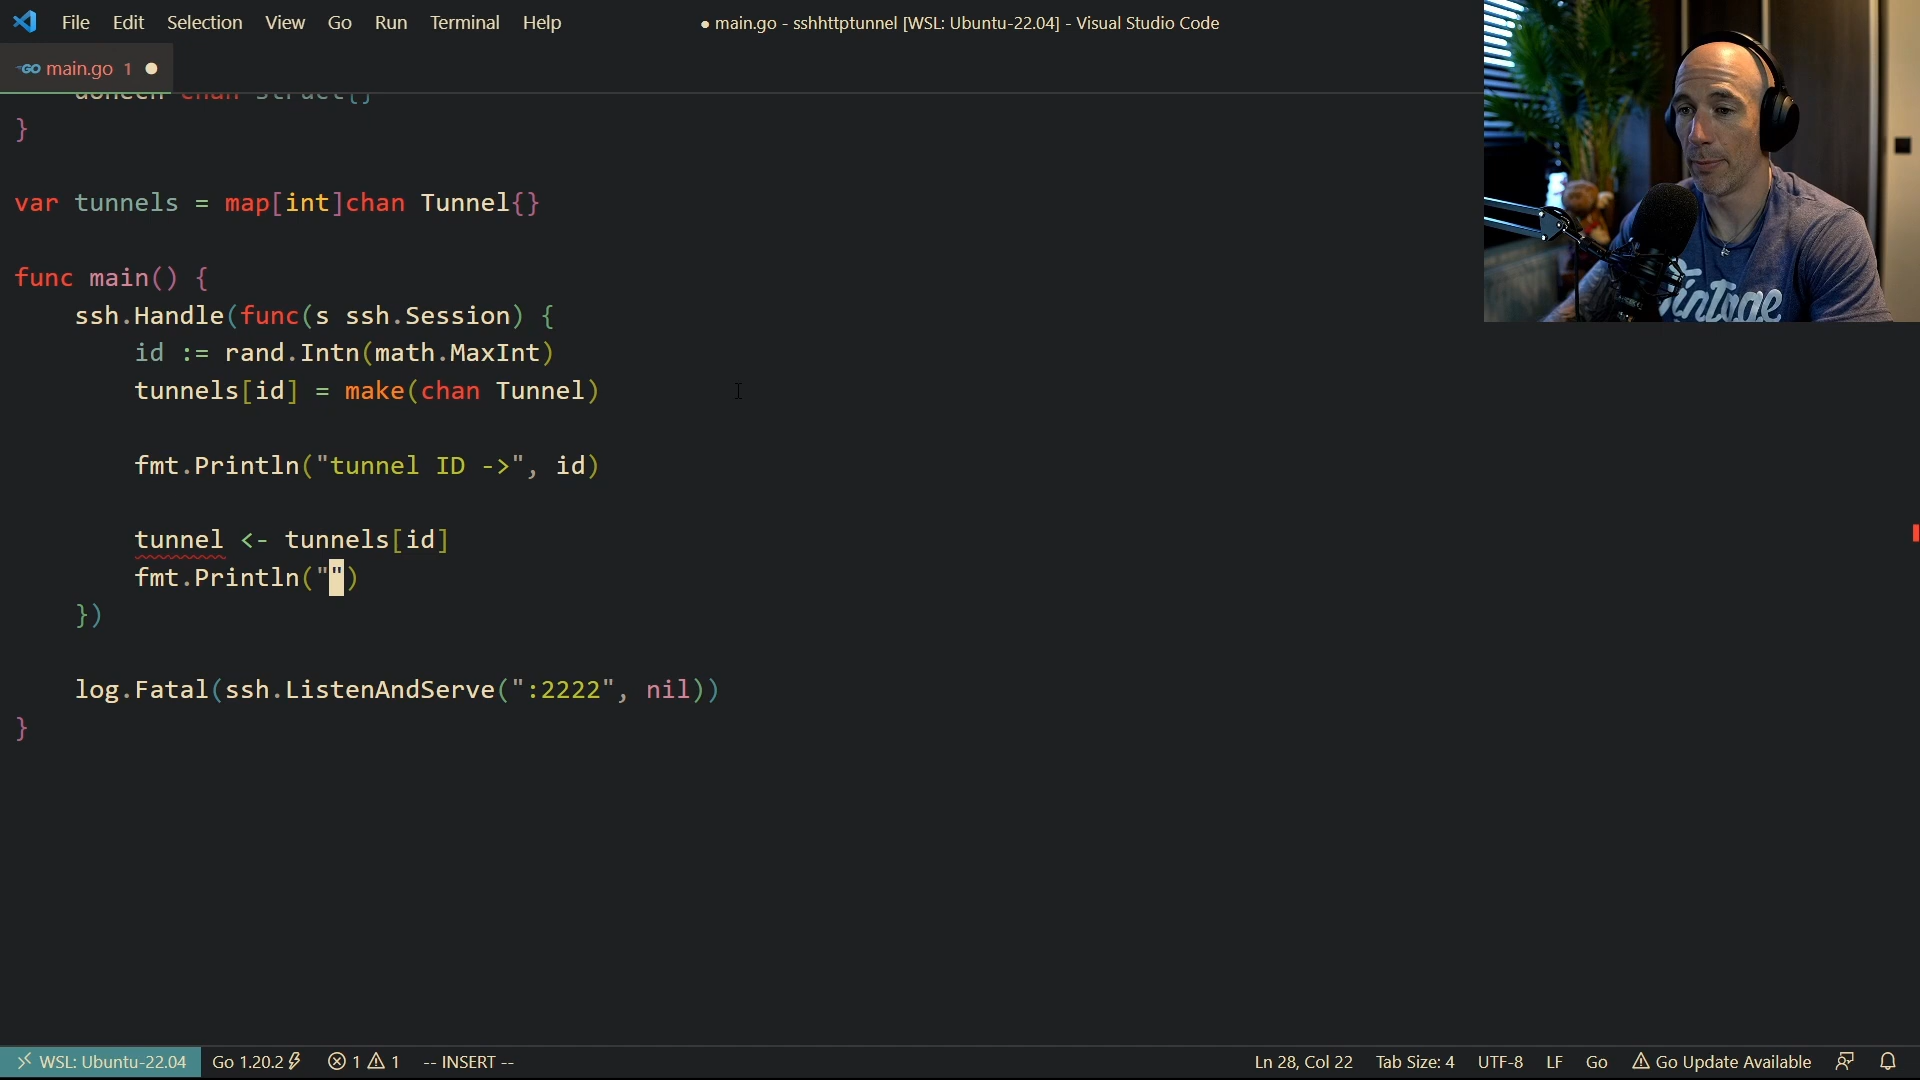 File Edit Selection View Go Run Terminal Help
● main.go - sshhttptunnel [WSL: Ubuntu-22.04] - Visual Studio Code
GO main.go 1 ●
donech chan struct{}
}
var tunnels = map[int]chan Tunnel{}
func main() {
ssh.Handle(func(s ssh.Session) {
id := rand.Intn(math.MaxInt)
tunnels[id] = make(chan Tunnel)
fmt.Println("tunnel ID ->", id)
tunnel <- tunnels[id]
fmt.Println("")
})
log.Fatal(ssh.ListenAndServe(":2222", nil))
}
WSL: Ubuntu-22.04 Go 1.20.2 1 1 -- INSERT -- Ln 28, Col 22 Tab Size: 4 UTF-8 LF Go Go Update Available